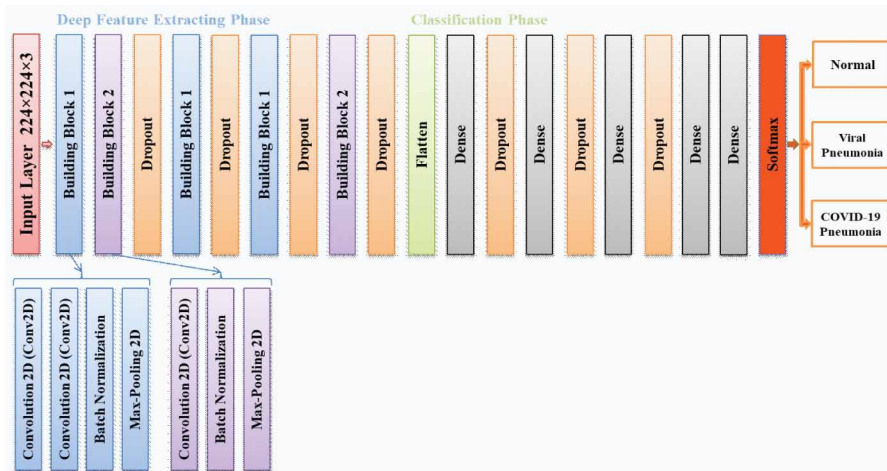 Deep Feature Extracting Phase
Classification Phase
Input Layer 224×224×3
Building Block 1
Building Block 2
Dropout
Building Block 1
Dropout
Building Block 1
Dropout
Building Block 2
Dropout
Flatten
Dense
Dropout
Dense
Dropout
Dense
Dropout
Dense
Dense
Softmax
Normal
Viral
Pneumonia
COVID-19
Pneumonia
Convolution 2D (Conv2D)
Convolution 2D (Conv2D)
Batch Normalization
Max-Pooling 2D
Convolution 2D (Conv2D)
Batch Normalization
Max-Pooling 2D